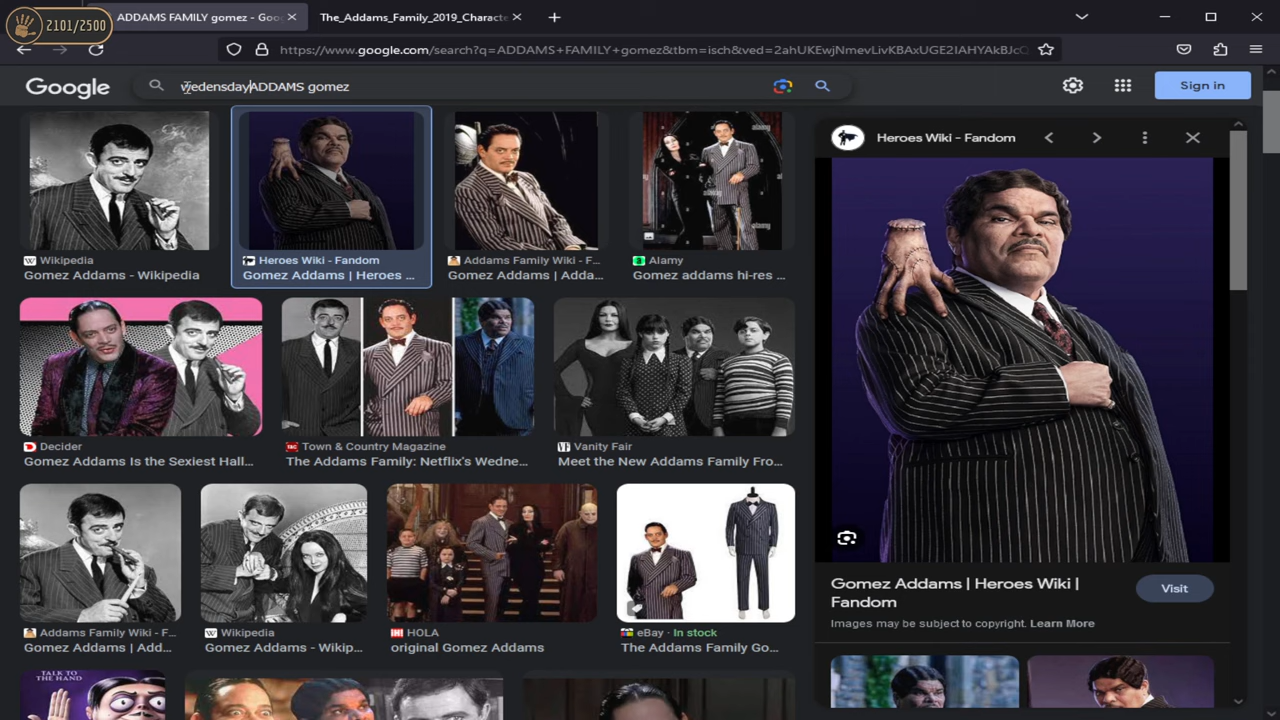 2101/2500
ADDAMS FAMILY gomez - Goo
The_Addams_Family_2019_Characte
https://www.google.com/search?q=ADDAMS+FAMILY+gomez&tbm=isch&ved=2ahUKEwjNmevLivKBAxUGE2IAHYAkBJcQ
Google
wedensdayADDAMS gomez
Sign in
Heroes Wiki - Fandom
Wikipedia
Gomez Addams - Wikipedia
Heroes Wiki - Fandom
Gomez Addams | Heroes ...
Addams Family Wiki - F...
Gomez Addams | Adda...
Alamy
Gomez addams hi-res ...
Decider
Gomez Addams Is the Sexiest Hall...
Town & Country Magazine
The Addams Family: Netflix's Wedne...
Vanity Fair
Meet the New Addams Family Fro...
Addams Family Wiki - F...
Gomez Addams | Add...
Wikipedia
Gomez Addams - Wikip...
HOLA
original Gomez Addams
eBay · In stock
The Addams Family Go...
Gomez Addams | Heroes Wiki |
Fandom
Visit
Images may be subject to copyright. Learn More
TALK TO
THE HAND